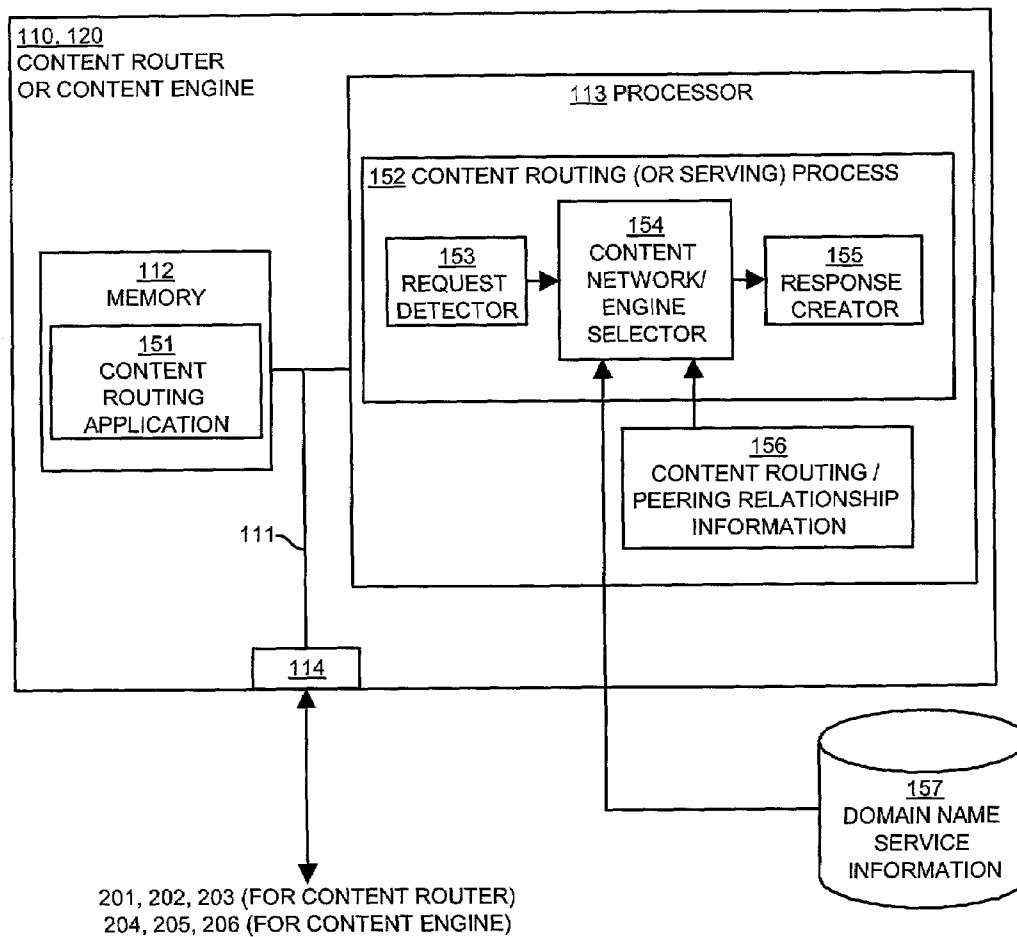 110, 120
CONTENT ROUTER
OR CONTENT ENGINE
113 PROCESSOR
152 CONTENT ROUTING (OR SERVING) PROCESS
153
REQUEST
DETECTOR
154
CONTENT
NETWORK/
ENGINE
SELECTOR
155
RESPONSE
CREATOR
112
MEMORY
151
CONTENT
ROUTING
APPLICATION
156
CONTENT ROUTING /
PEERING RELATIONSHIP
INFORMATION
111
114
157
DOMAIN NAME
SERVICE
INFORMATION
201, 202, 203 (FOR CONTENT ROUTER)
204, 205, 206 (FOR CONTENT ENGINE)